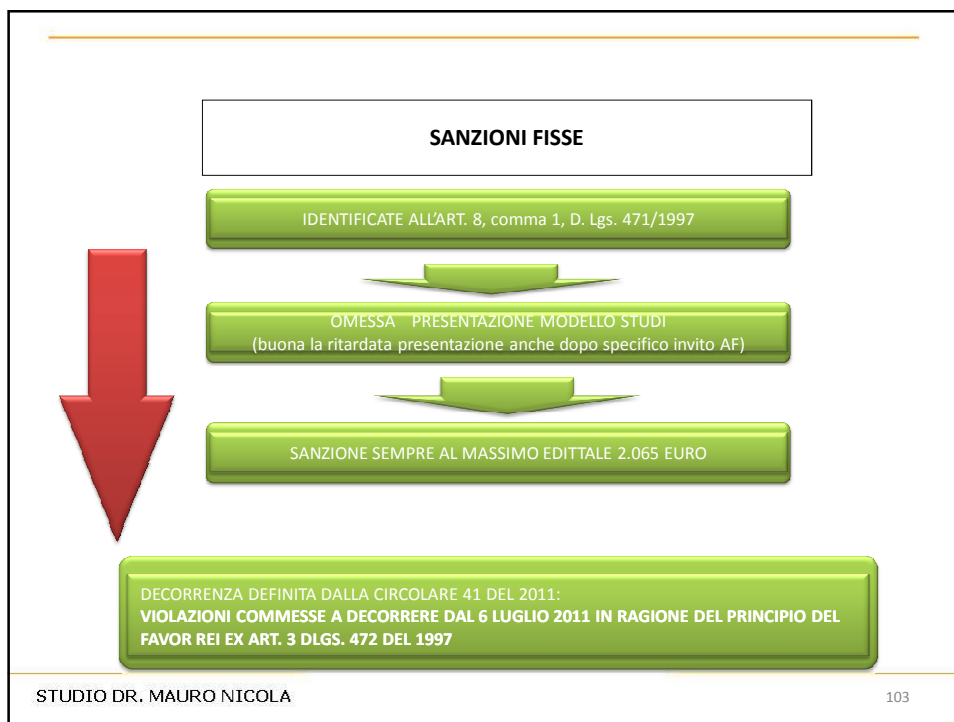 SANZIONI FISSE
IDENTIFICATE ALL'ART. 8, comma 1, D. Lgs. 471/1997
OMESSA PRESENTAZIONE MODELLO STUDI
(buona la ritardata presentazione anche dopo specifico invito AF)
SANZIONE SEMPRE AL MASSIMO EDITTALE 2.065 EURO
DECORRENZA DEFINITA DALLA CIRCOLARE 41 DEL 2011:
VIOLAZIONI COMMESSE A DECORRERE DAL 6 LUGLIO 2011 IN RAGIONE DEL PRINCIPIO DEL
FAVOR REI EX ART. 3 DLGS. 472 DEL 1997
STUDIO DR. MAURO NICOLA
103